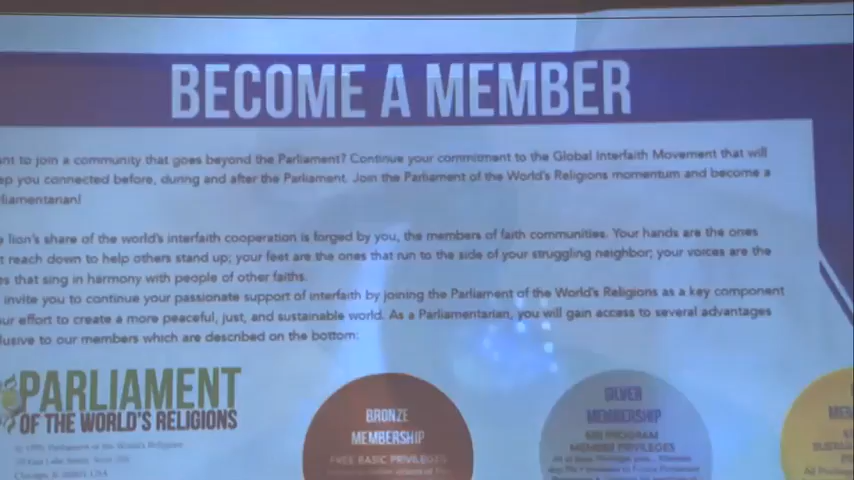 BECOME A MEMBER
nt to join a community that goes beyond the Parliament? Continue your commitment to the Global Interfaith Movement that will
ep you connected before, during and after the Parliament. Join the Parliament of the World's Religions momentum and become a
liamentarian!
lion's share of the world's interfaith cooperation is forged by you, the members of faith communities. Your hands are the ones
t reach down to help others stand up; your feet are the ones that run to the side of your struggling neighbor; your voices are the
es that sing in harmony with people of other faiths.
invite you to continue your passionate support of interfaith by joining the Parliament of the World's Religions as a key component
ur effort to create a more peaceful, just, and sustainable world. As a Parliamentarian, you will gain access to several advantages
lusive to our members which are described on the bottom:
PARLIAMENT
OF THE WORLD'S RELIGIONS
BRONZE
MEMBERSHIP
FREE BASIC PRIVILEGES
SILVER
MEMBERSHIP
PROGRAM
MEMBER PRIVILEGES